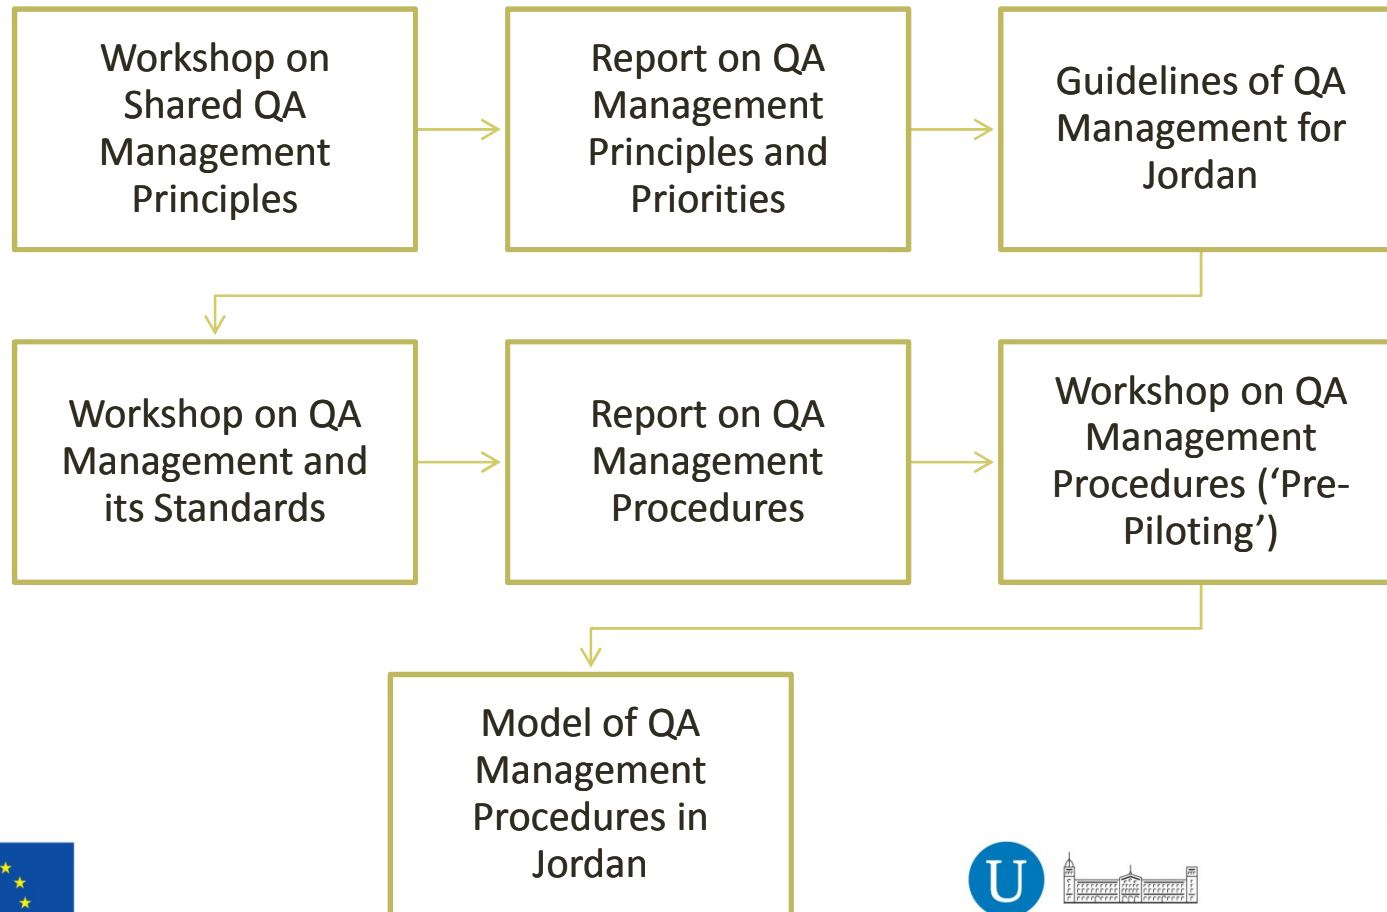 Workshop on
Shared QA
Management
Principles
Report on QA
Management
Principles and
Priorities
Guidelines of QA
Management for
Jordan
Workshop on QA
Management and
its Standards
Report on QA
Management
Procedures
Workshop on QA
Management
Procedures (‘Pre-
Piloting’)
Model of QA
Management
Procedures in
Jordan
U